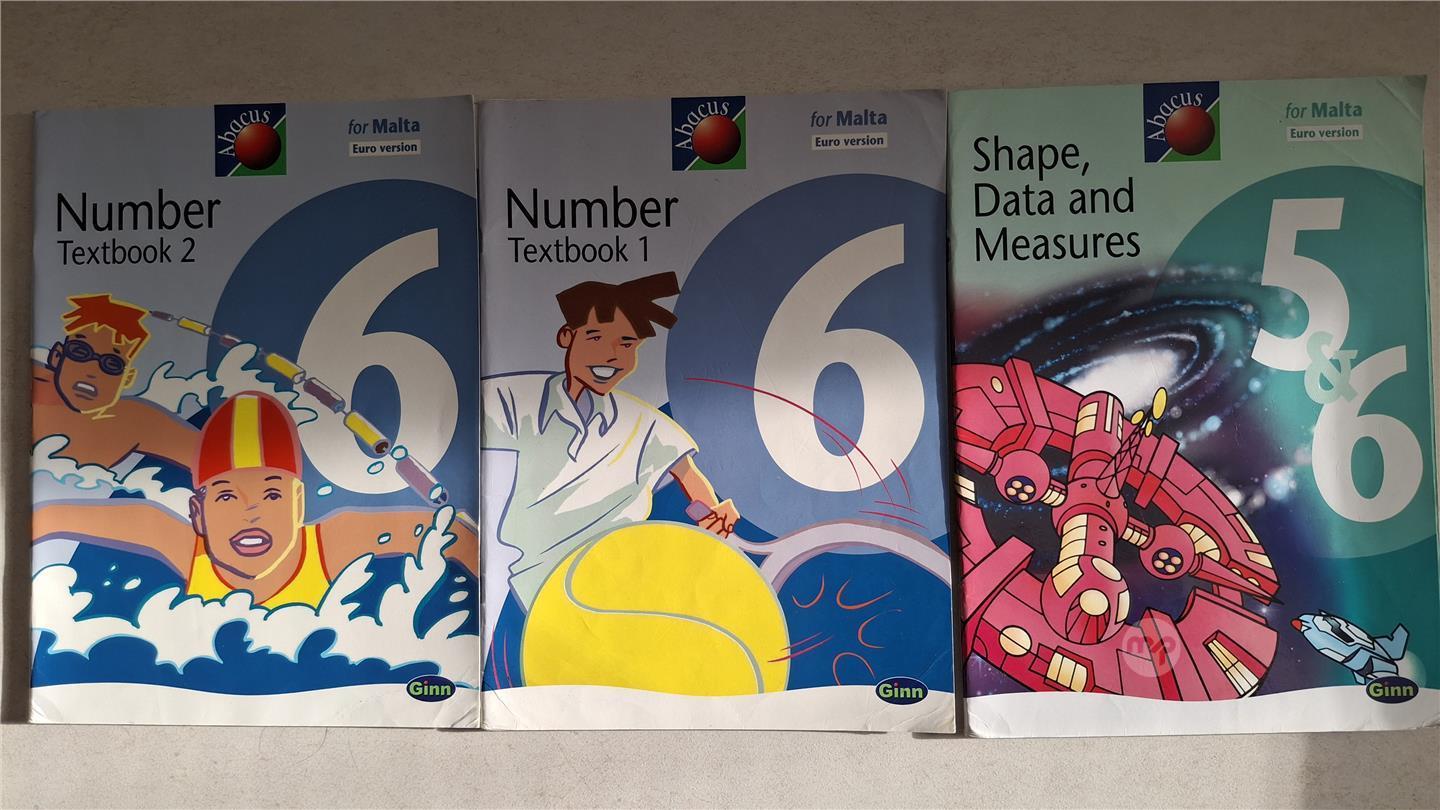 Abacus
for Malta
Euro version
Number
Textbook 2
6
Ginn
Abacus
for Malta
Euro version
Number
Textbook 1
6
Ginn
Abacus
for Malta
Euro version
Shape,
Data and
Measures
5
&
6
mp
Ginn